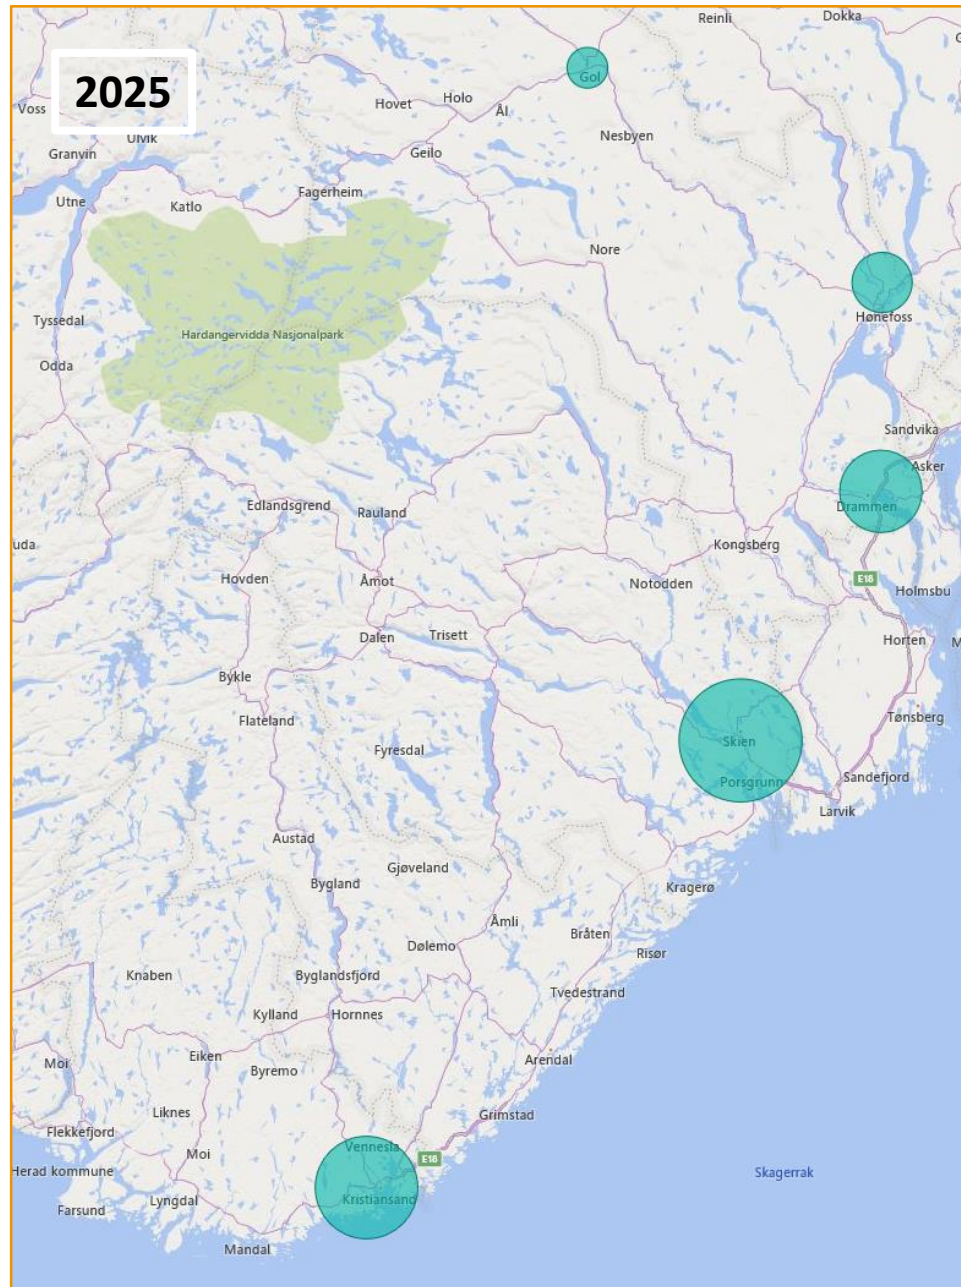 Reinli
Dokka
G
2025
Gol
Voss
Hovet
Holo
Ål
Ulvik
Nesbyen
Granvin
Geilo
Utne
Katlo
Fagerheim
Nore
Tyssedal
Hardangervidda Nasjonalpark
Hønefoss
Odda
Sandvika
Asker
Edlandsgrend
Rauland
Drammen
uda
Kongsberg
Hovden
Åmot
Notodden
E18
Holmsbu
Dalen
Trisett
Horten
M
Bykle
Flateland
Tønsberg
Fyresdal
Skien
Porsgrunn
Sandefjord
Larvik
Austad
Gjøveland
Bygland
Kragerø
Åmli
Bråten
Dølemo
Risør
Knaben
Byglandsfjord
Tvedestrand
Kylland
Hornnes
Moi
Eiken
Byremo
Arendal
Liknes
Grimstad
Flekkefjord
Moi
Vennesla
E18
Herad kommune
Skagerrak
Farsund
Lyngdal
Kristiansand
Mandal